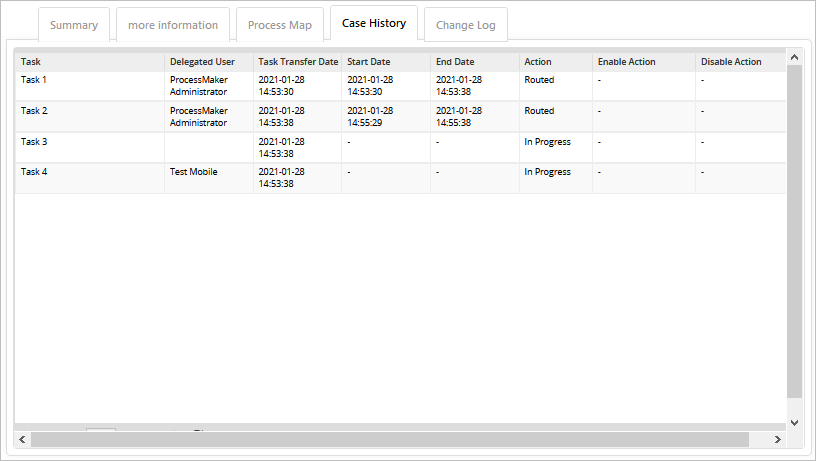 Summary
more information
Process Map
Case History
Change Log
Task Delegated User Task Transfer Date Start Date End Date Action Enable Action Disable Action
Task 1 ProcessMaker 2021-01-28 2021-01-28 2021-01-28 Routed - -
Administrator 14:53:30 14:53:30 14:53:38
Task 2 ProcessMaker 2021-01-28 2021-01-28 2021-01-28 Routed - -
Administrator 14:53:38 14:55:29 14:55:38
Task 3 2021-01-28 - - In Progress - -
14:53:38
Task 4 Test Mobile 2021-01-28 - - In Progress - -
14:53:38